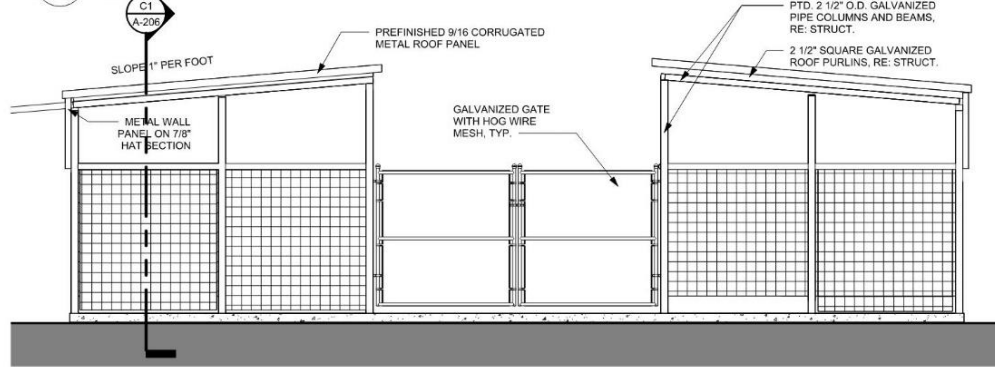 C1
A-206
SLOPE 1" PER FOOT
PREFINISHED 9/16 CORRUGATED
METAL ROOF PANEL
METAL WALL
PANEL ON 7/8"
HAT SECTION
GALVANIZED GATE
WITH HOG WIRE
MESH, TYP.
PTD. 2 1/2" O.D. GALVANIZED
PIPE COLUMNS AND BEAMS,
RE: STRUCT.
2 1/2" SQUARE GALVANIZED
ROOF PURLINS, RE: STRUCT.